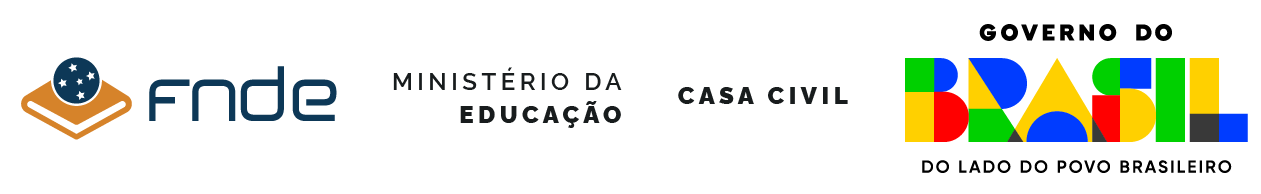 fnde
MINISTÉRIO DA
EDUCAÇÃO
CASA CIVIL
GOVERNO DO
BRASIL
DO LADO DO POVO BRASILEIRO